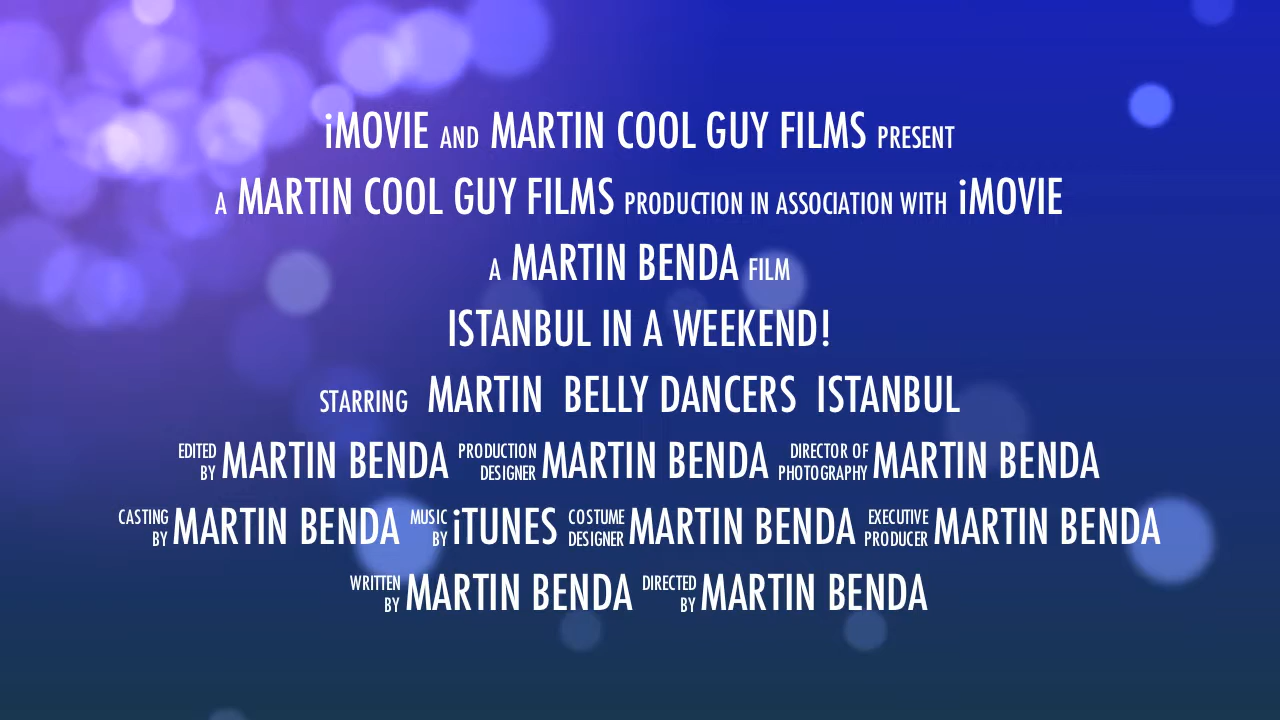 iMOVIE AND MARTIN COOL GUY FILMS PRESENT
A MARTIN COOL GUY FILMS PRODUCTION IN ASSOCIATION WITH iMOVIE
A MARTIN BENDA FILM
ISTANBUL IN A WEEKEND!
STARRING MARTIN BELLY DANCERS ISTANBUL
EDITED BY MARTIN BENDA PRODUCTION DESIGNER MARTIN BENDA DIRECTOR OF PHOTOGRAPHY MARTIN BENDA
CASTING BY MARTIN BENDA MUSIC BY iTUNES COSTUME DESIGNER MARTIN BENDA EXECUTIVE PRODUCER MARTIN BENDA
WRITTEN BY MARTIN BENDA DIRECTED BY MARTIN BENDA